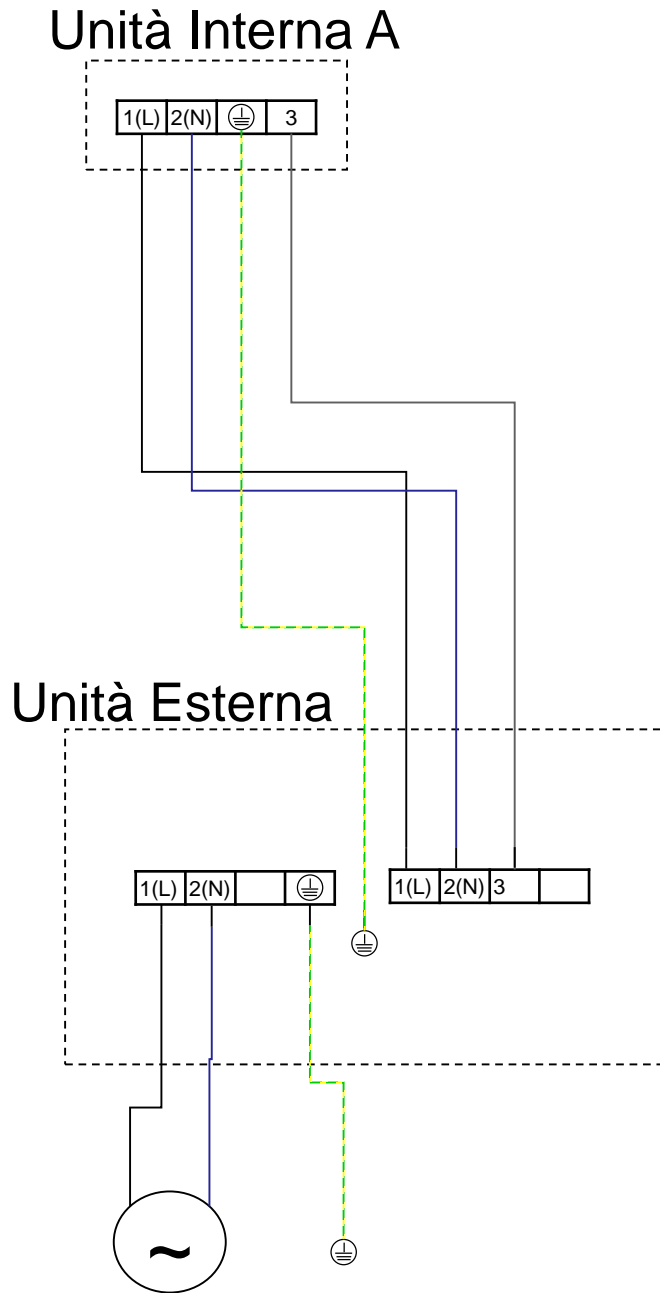 Unità Interna A
1(L) 2(N) 3
Unità Esterna
1(L) 2(N)
1(L) 2(N) 3
~